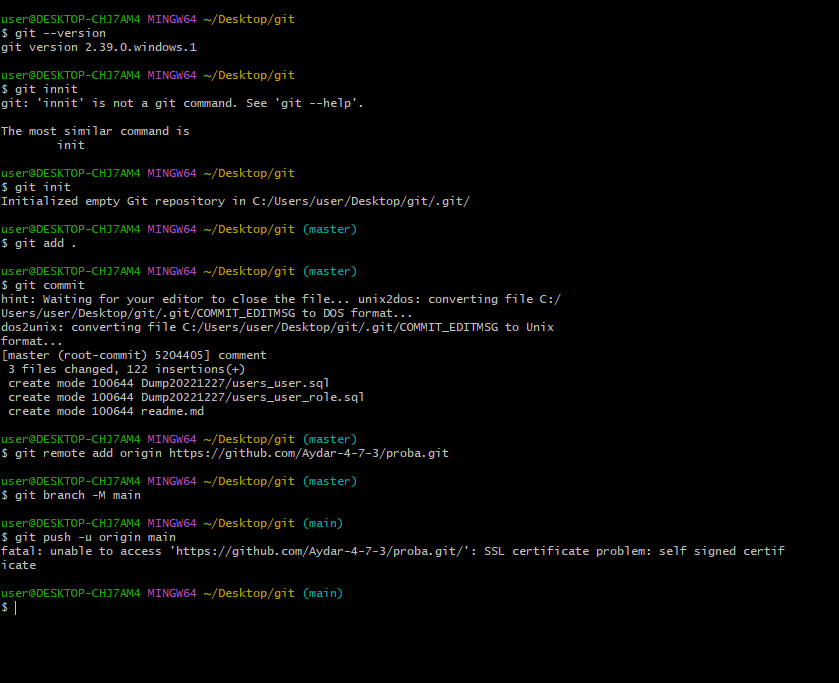 user@DESKTOP-CHJ7AM4 MINGW64 ~/Desktop/git
$ git --version
git version 2.39.0.windows.1
user@DESKTOP-CHJ7AM4 MINGW64 ~/Desktop/git
$ git innit
git: 'innit' is not a git command. See 'git --help'.
The most similar command is
init
user@DESKTOP-CHJ7AM4 MINGW64 ~/Desktop/git
$ git init
Initialized empty Git repository in C:/Users/user/Desktop/git/.git/
user@DESKTOP-CHJ7AM4 MINGW64 ~/Desktop/git (master)
$ git add .
user@DESKTOP-CHJ7AM4 MINGW64 ~/Desktop/git (master)
$ git commit
hint: Waiting for your editor to close the file... unix2dos: converting file C:/
Users/user/Desktop/git/.git/COMMIT_EDITMSG to DOS format...
dos2unix: converting file C:/Users/user/Desktop/git/.git/COMMIT_EDITMSG to Unix
format...
[master (root-commit) 5204405] comment
3 files changed, 122 insertions(+)
create mode 100644 Dump20221227/users_user.sql
create mode 100644 Dump20221227/users_user_role.sql
create mode 100644 readme.md
user@DESKTOP-CHJ7AM4 MINGW64 ~/Desktop/git (master)
$ git remote add origin https://github.com/Aydar-4-7-3/proba.git
user@DESKTOP-CHJ7AM4 MINGW64 ~/Desktop/git (master)
$ git branch -M main
user@DESKTOP-CHJ7AM4 MINGW64 ~/Desktop/git (main)
$ git push -u origin main
fatal: unable to access 'https://github.com/Aydar-4-7-3/proba.git/': SSL certificate problem: self signed certif
icate
user@DESKTOP-CHJ7AM4 MINGW64 ~/Desktop/git (main)
$